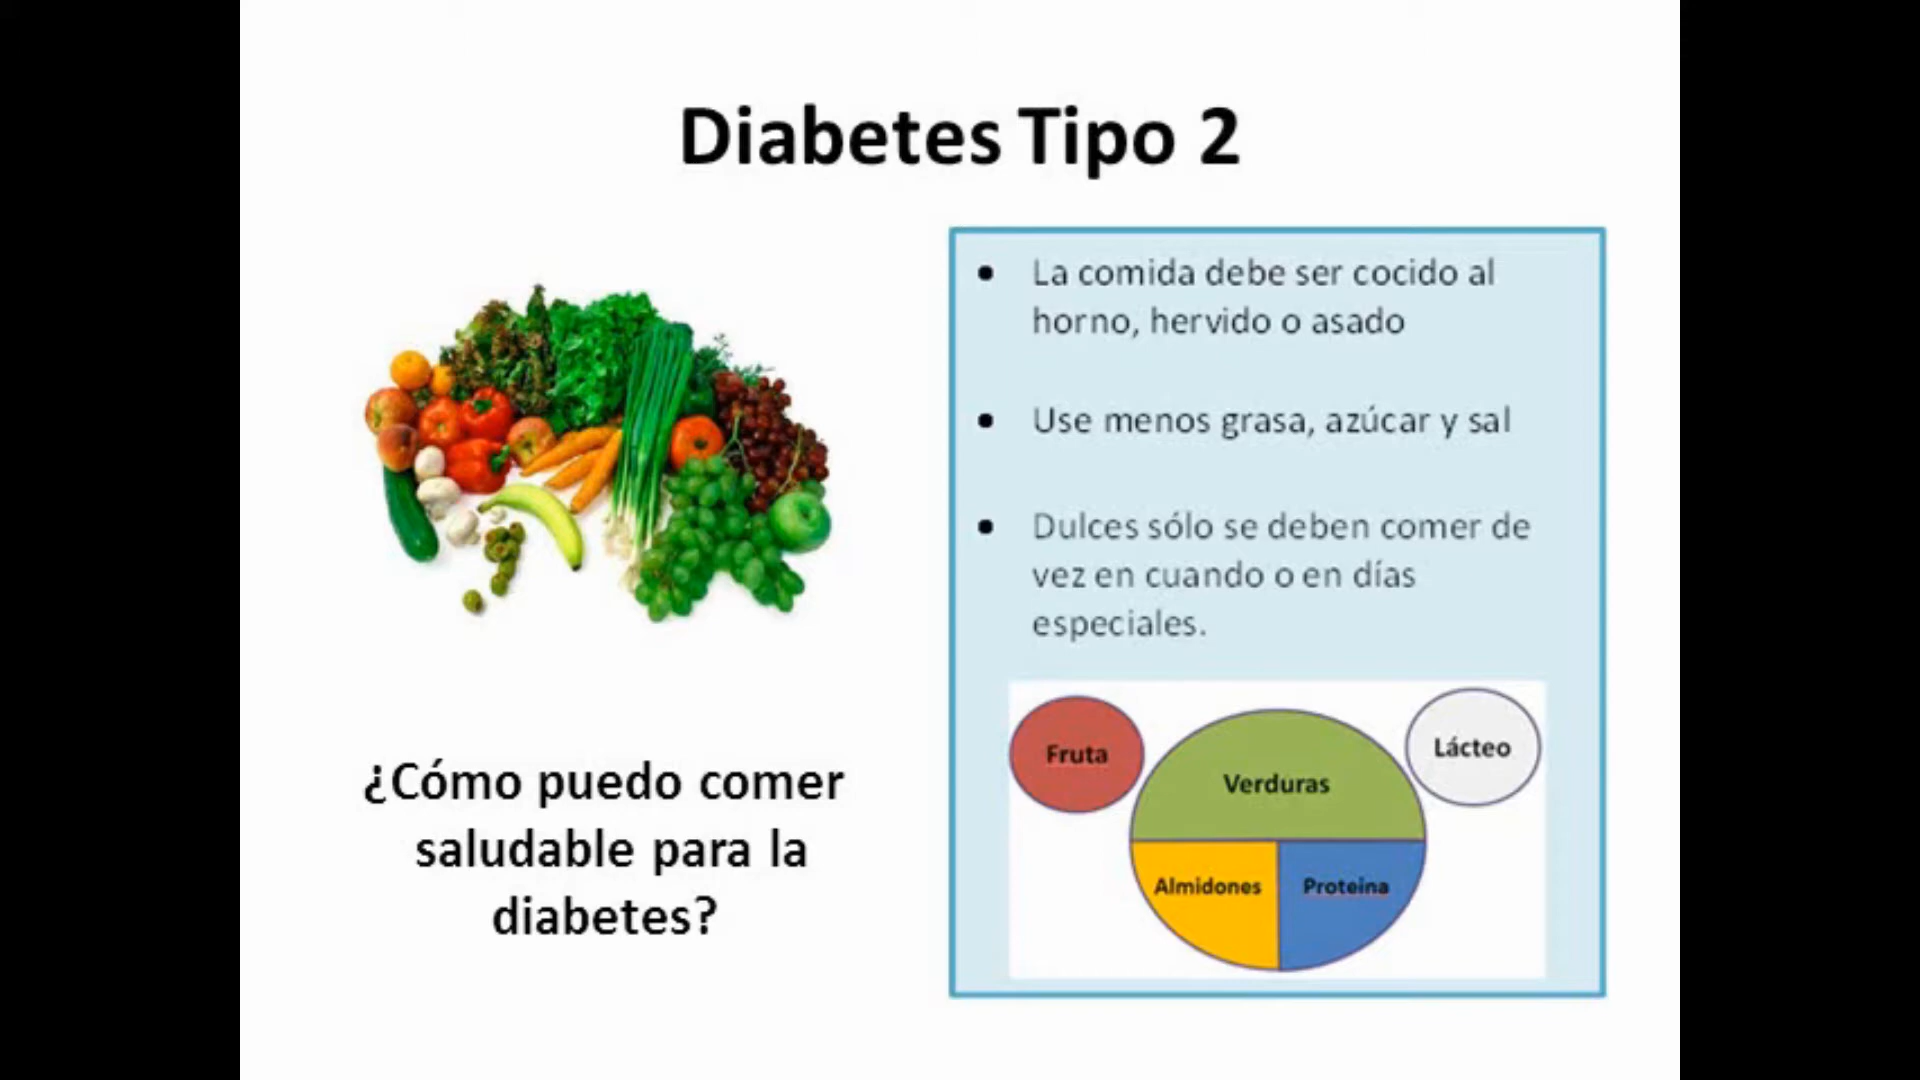 Diabetes Tipo 2
¿Cómo puedo comer
saludable para la
diabetes?
• La comida debe ser cocido al
horno, hervido o asado
• Use menos grasa, azúcar y sal
• Dulces sólo se deben comer de
vez en cuando o en días
especiales.
Fruta
Verduras
Lácteo
Almidones
Proteina